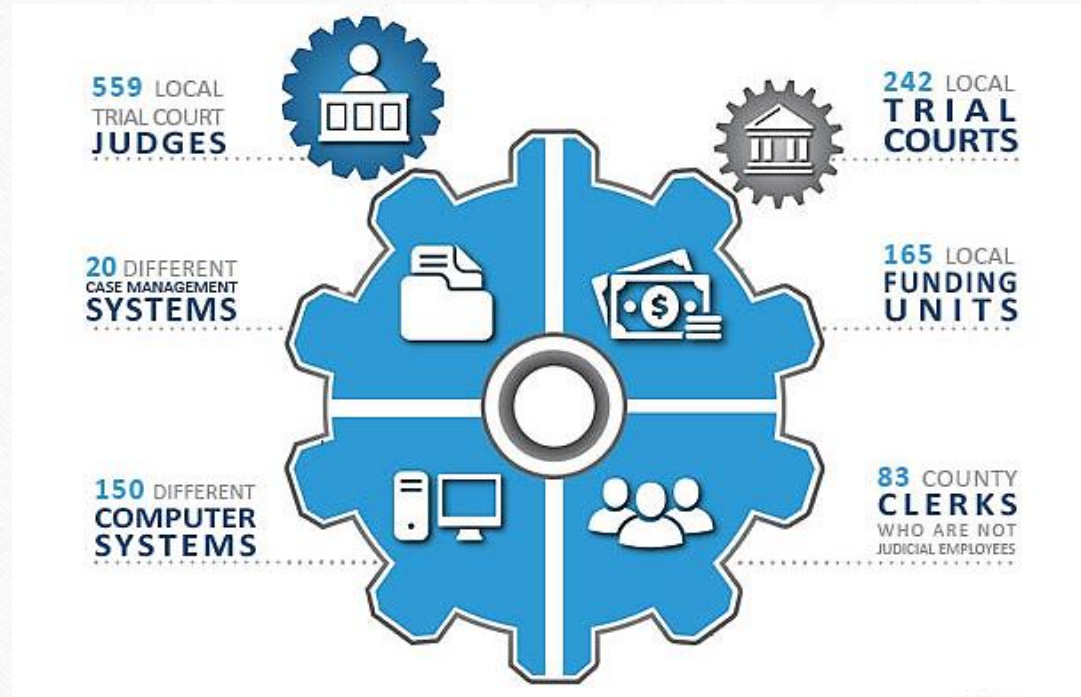 559 LOCAL
TRIAL COURT
JUDGES
242 LOCAL
TRIAL
COURTS
20 DIFFERENT
CASE MANAGEMENT
SYSTEMS
165 LOCAL
FUNDING
UNITS
$
150 DIFFERENT
COMPUTER
SYSTEMS
83 COUNTY
CLERKS
WHO ARE NOT
JUDICIAL EMPLOYEES